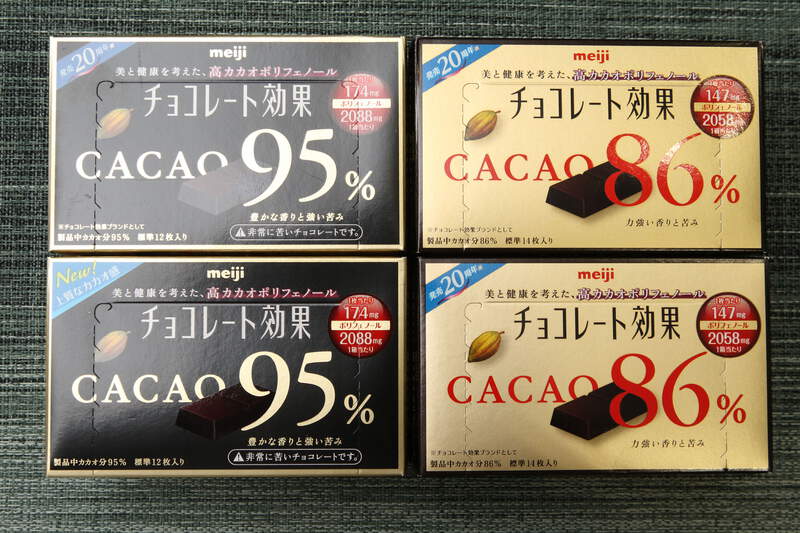 発売20周年※
meiji
美と健康を考えた、高カカオポリフェノール
チョコレート効果
1枚当たり
174mg
ポリフェノール
2088mg
1箱当たり
CACAO 95%
豊かな香りと強い苦み
⚠非常に苦いチョコレートです。
※チョコレート効果ブランドとして
製品中カカオ分95% 標準12枚入り
発売20周年※
meiji
美と健康を考えた、高カカオポリフェノール
チョコレート効果
1枚当たり
147mg
ポリフェノール
2058mg
1箱当たり
CACAO 86%
力強い香りと苦み
※チョコレート効果ブランドとして
製品中カカオ分86% 標準14枚入り
New!
上質なカカオ感
meiji
美と健康を考えた、高カカオポリフェノール
チョコレート効果
1枚当たり
174mg
ポリフェノール
2088mg
1箱当たり
CACAO 95%
豊かな香りと強い苦み
⚠非常に苦いチョコレートです。
製品中カカオ分95% 標準12枚入り
発売20周年※
meiji
美と健康を考えた、高カカオポリフェノール
チョコレート効果
1枚当たり
147mg
ポリフェノール
2058mg
1箱当たり
CACAO 86%
力強い香りと苦み
※チョコレート効果ブランドとして
製品中カカオ分86% 標準14枚入り